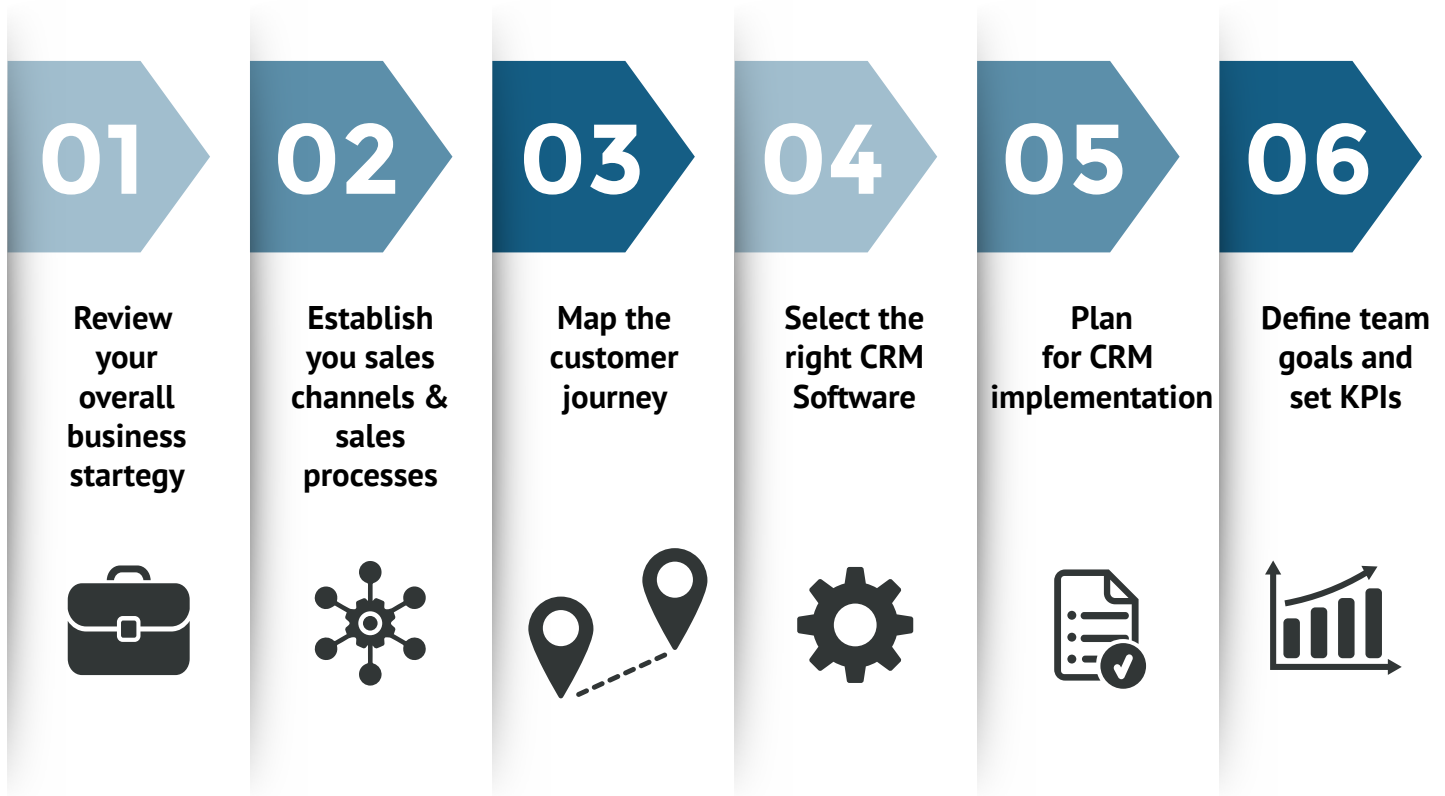 01
Review
your
overall
business
startegy
02
Establish
you sales
channels &
sales
processes
03
Map the
customer
journey
04
Select the
right CRM
Software
05
Plan
for CRM
implementation
06
Define team
goals and
set KPIs